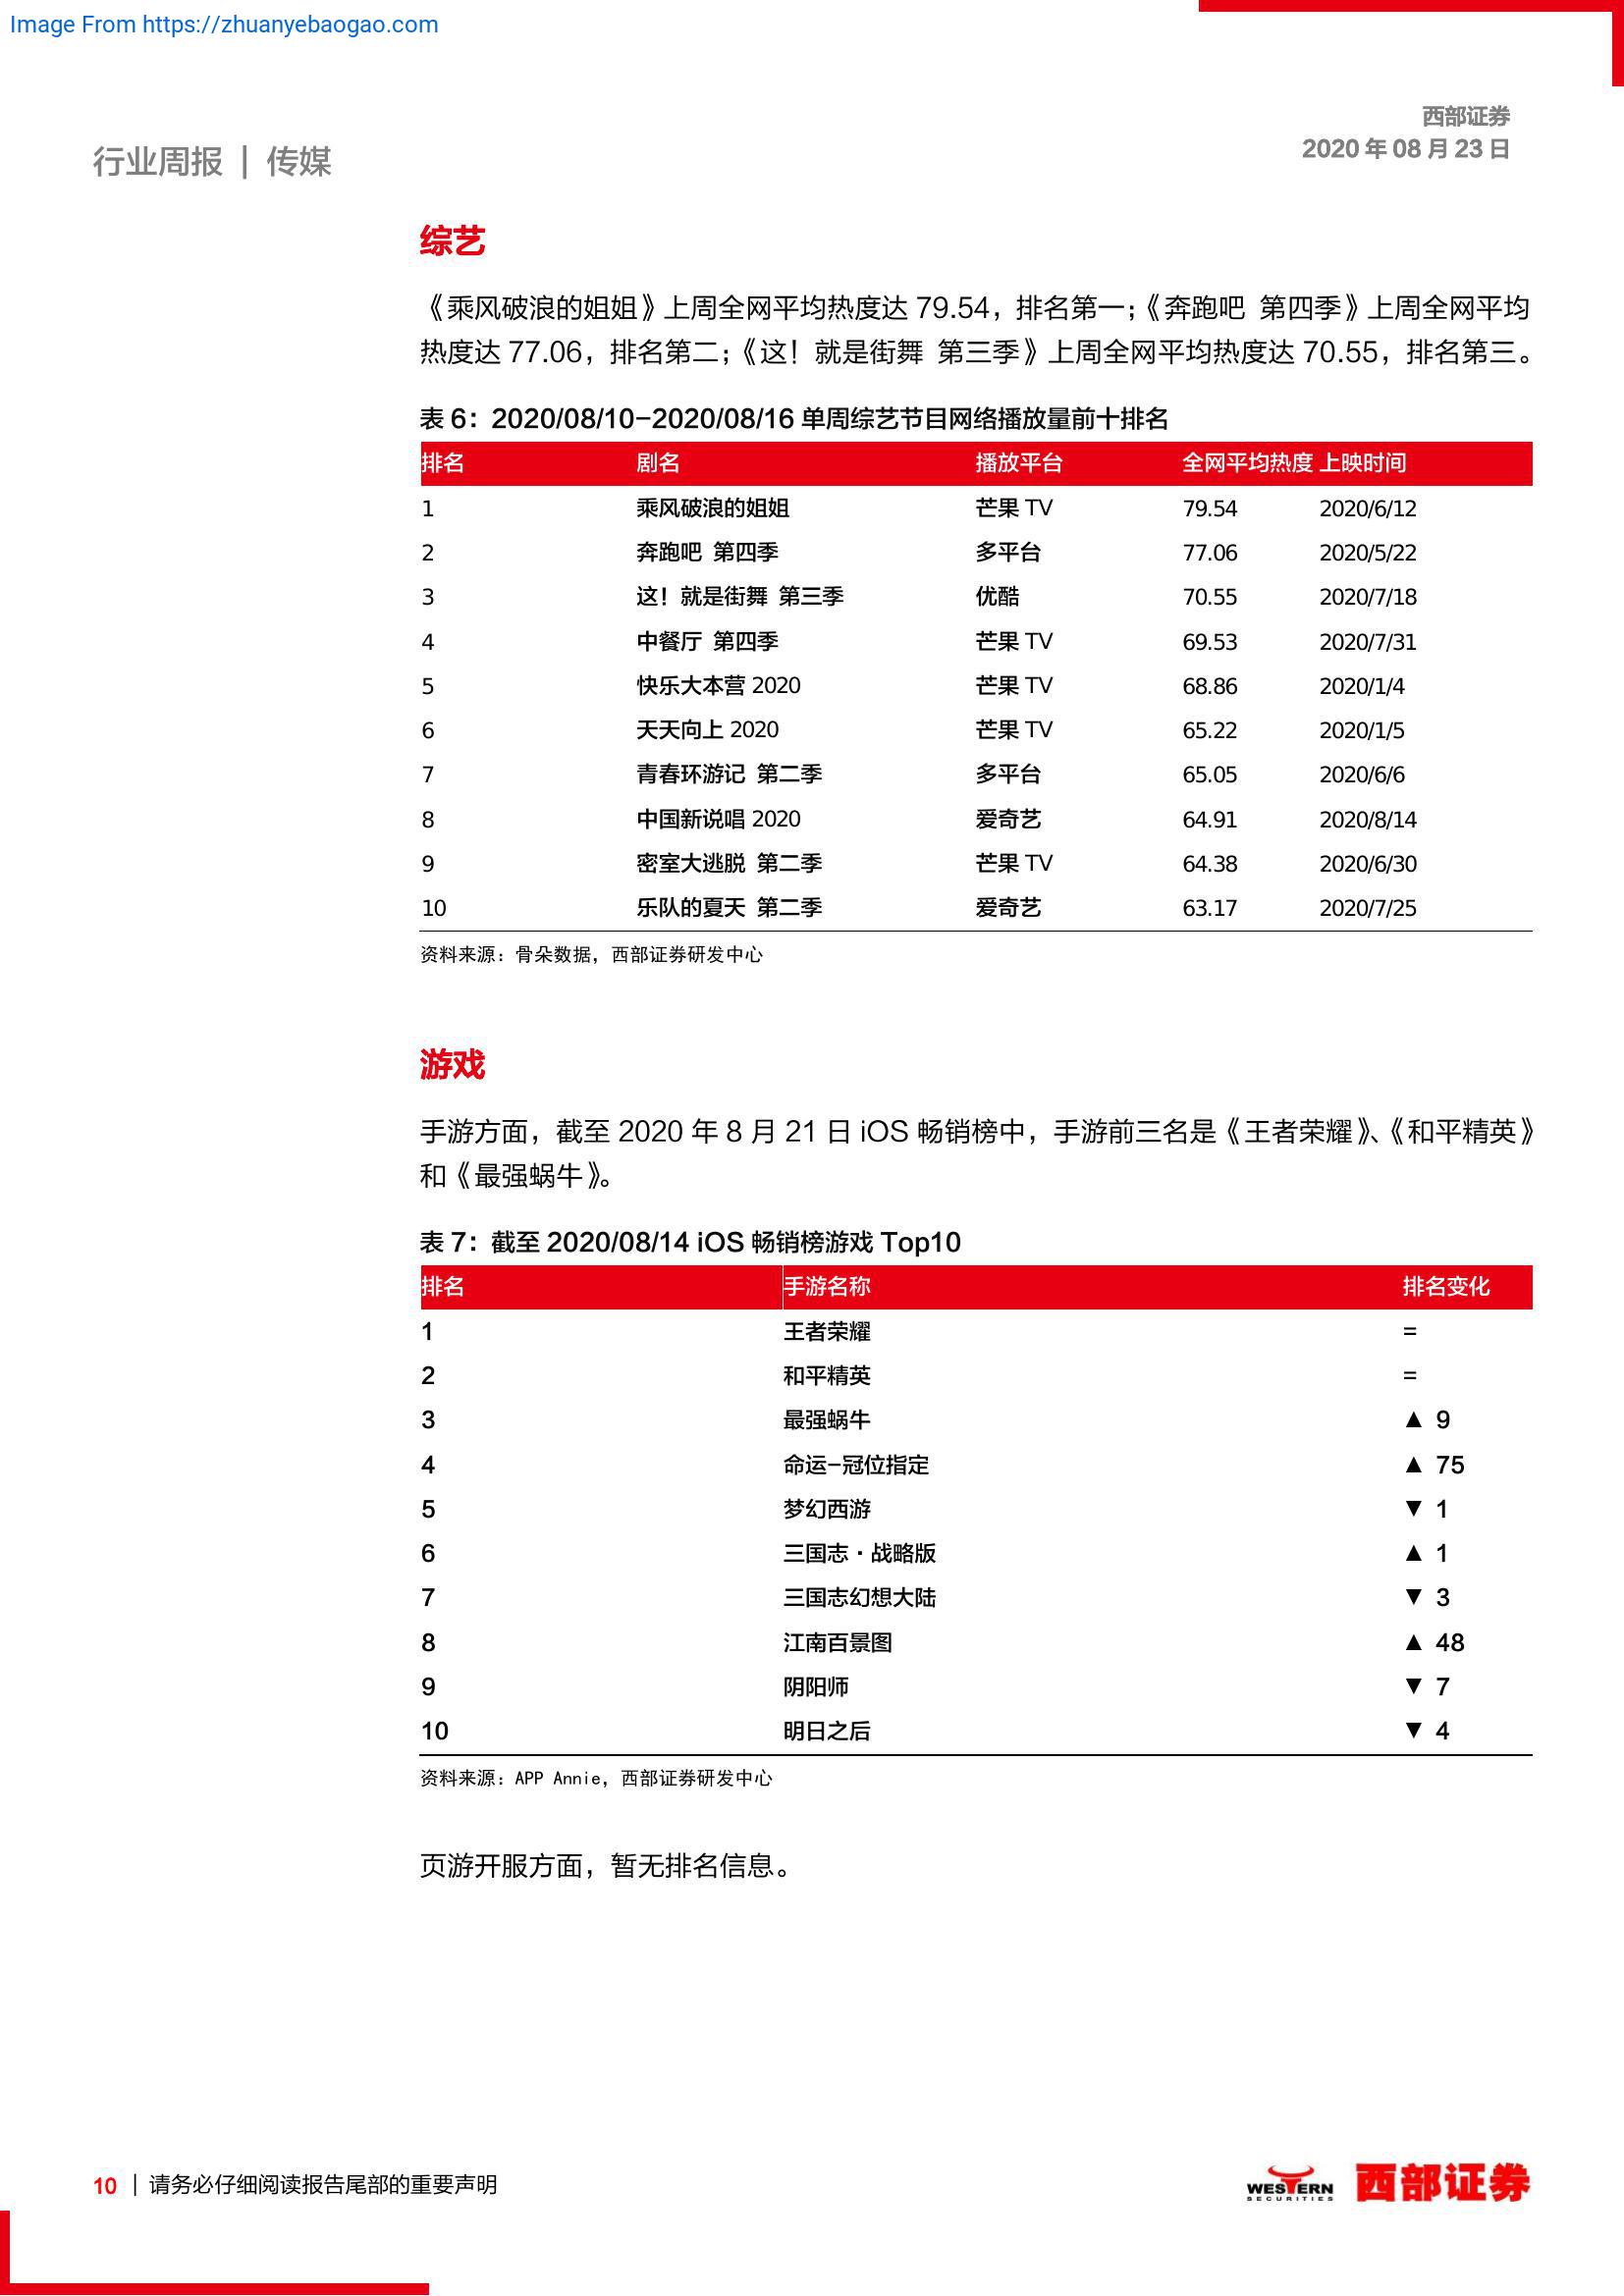 Image From https://zhuanyebaogao.com
西部证券
2020 年 08 月 23 日
行业周报 | 传媒
综艺
《乘风破浪的姐姐》上周全网平均热度达 79.54，排名第一；《奔跑吧 第四季》上周全网平均
热度达 77.06，排名第二；《这！就是街舞 第三季》上周全网平均热度达 70.55，排名第三。
表 6：2020/08/10-2020/08/16 单周综艺节目网络播放量前十排名
排名 剧名 播放平台 全网平均热度 上映时间
1 乘风破浪的姐姐 芒果 TV 79.54 2020/6/12
2 奔跑吧 第四季 多平台 77.06 2020/5/22
3 这！就是街舞 第三季 优酷 70.55 2020/7/18
4 中餐厅 第四季 芒果 TV 69.53 2020/7/31
5 快乐大本营 2020 芒果 TV 68.86 2020/1/4
6 天天向上 2020 芒果 TV 65.22 2020/1/5
7 青春环游记 第二季 多平台 65.05 2020/6/6
8 中国新说唱 2020 爱奇艺 64.91 2020/8/14
9 密室大逃脱 第二季 芒果 TV 64.38 2020/6/30
10 乐队的夏天 第二季 爱奇艺 63.17 2020/7/25
资料来源：骨朵数据，西部证券研发中心
游戏
手游方面，截至 2020 年 8 月 21 日 iOS 畅销榜中，手游前三名是《王者荣耀》、《和平精英》
和《最强蜗牛》。
表 7：截至 2020/08/14 iOS 畅销榜游戏 Top10
排名 手游名称 排名变化
1 王者荣耀 =
2 和平精英 =
3 最强蜗牛 ▲ 9
4 命运-冠位指定 ▲ 75
5 梦幻西游 ▼ 1
6 三国志·战略版 ▲ 1
7 三国志幻想大陆 ▼ 3
8 江南百景图 ▲ 48
9 阴阳师 ▼ 7
10 明日之后 ▼ 4
资料来源：APP Annie，西部证券研发中心
页游开服方面，暂无排名信息。
10 | 请务必仔细阅读报告尾部的重要声明
WESTERN
SECURITIES
西部证券